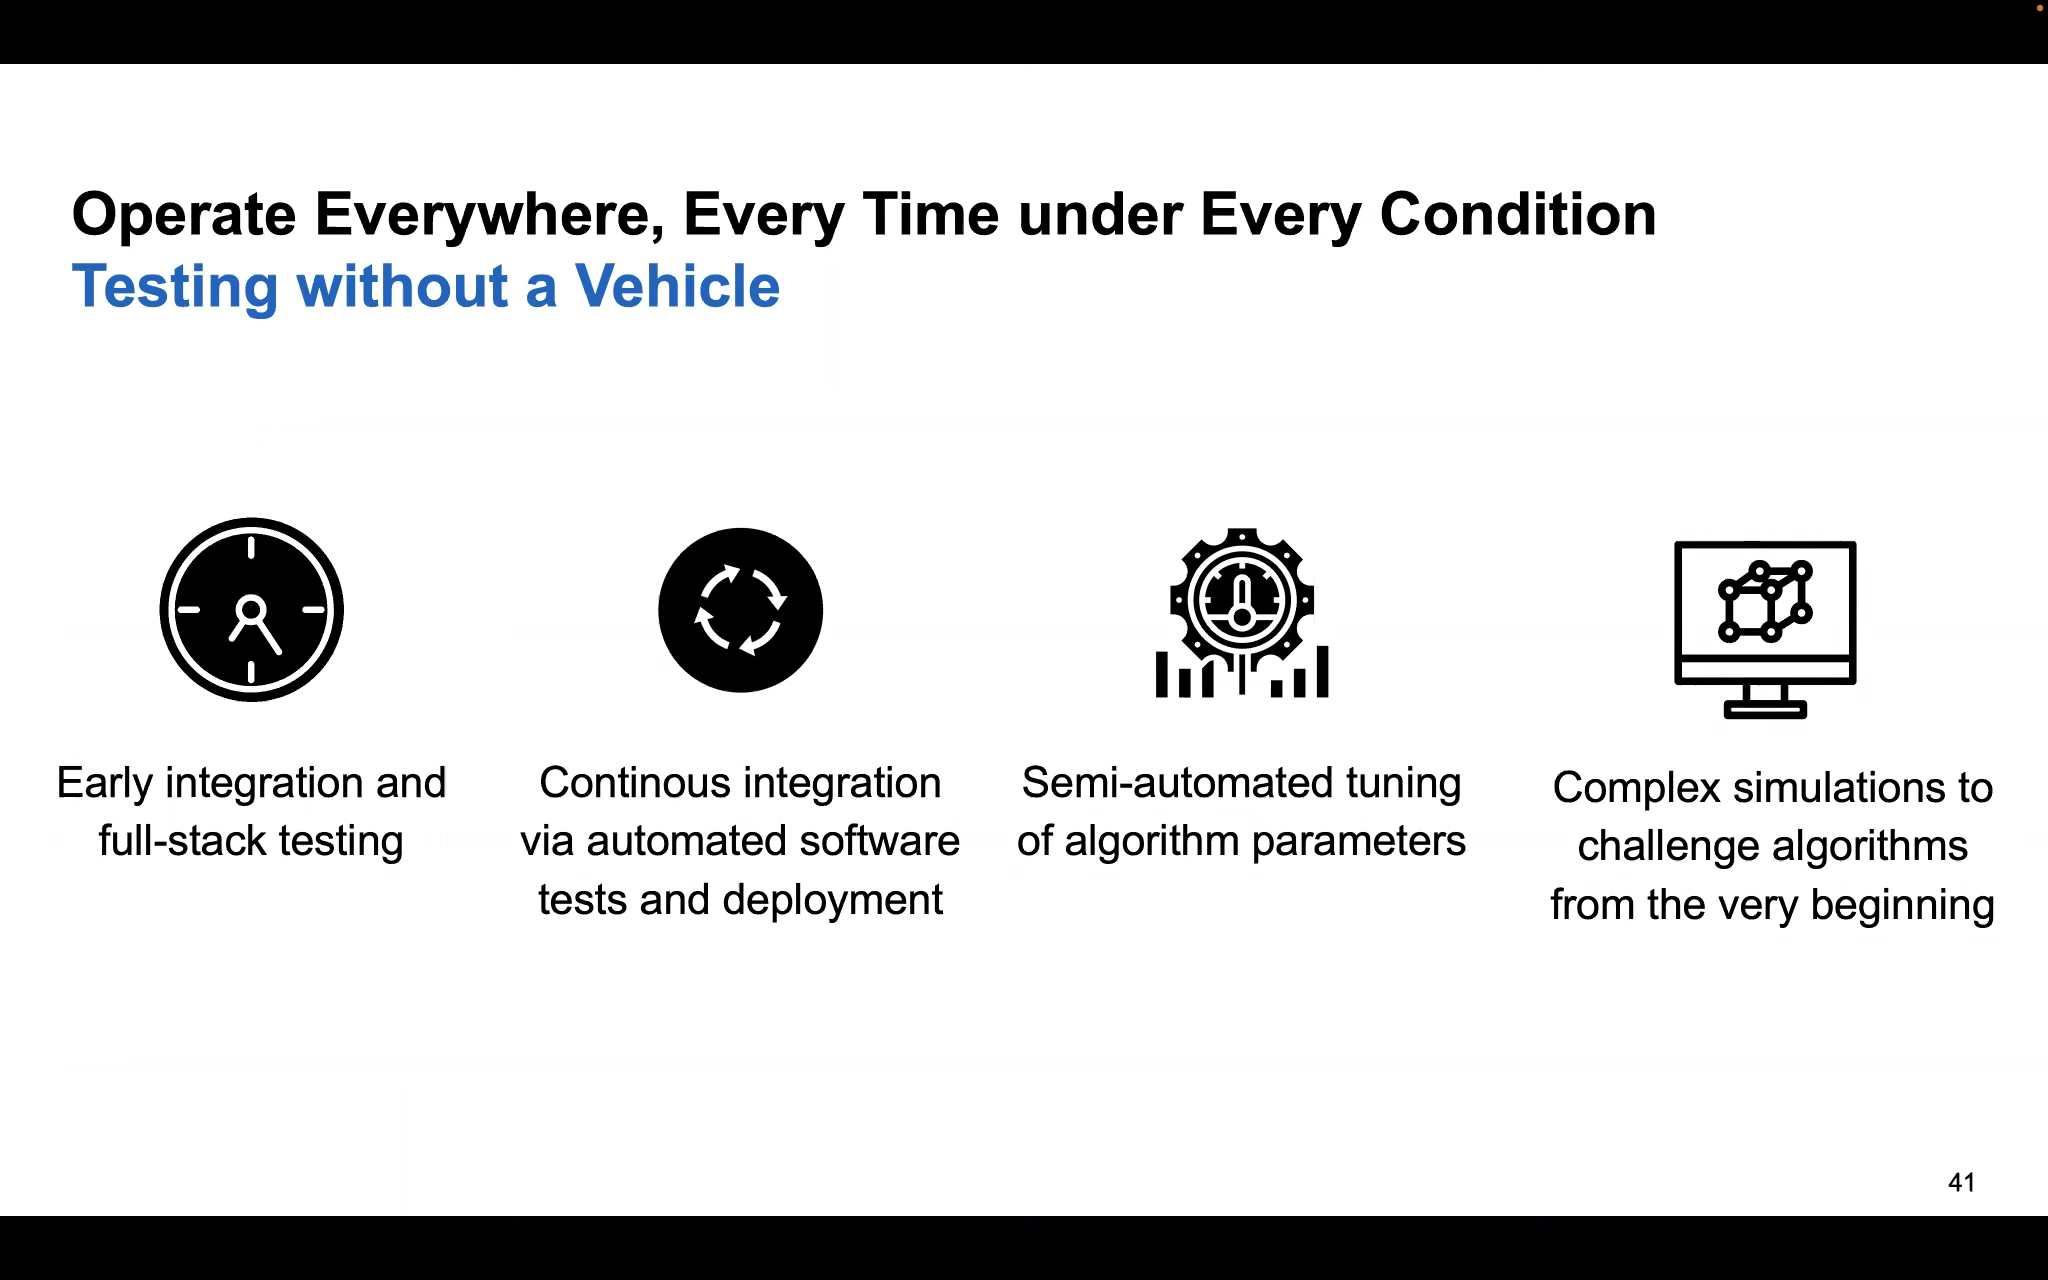 Operate Everywhere, Every Time under Every Condition
Testing without a Vehicle
Early integration and
full-stack testing
Continous integration
via automated software
tests and deployment
Semi-automated tuning
of algorithm parameters
Complex simulations to
challenge algorithms
from the very beginning
41